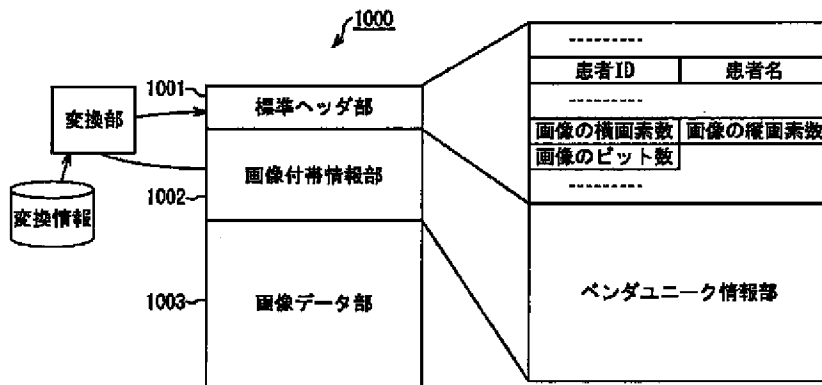 1000
1001
標準ヘッダ部
変換部
画像付帯情報部
1002
変換情報
1003
画像データ部
---------
患者ID 患者名
---------
画像の横画素数 画像の縦画素数
画像のビット数
---------
ベンダユニーク情報部